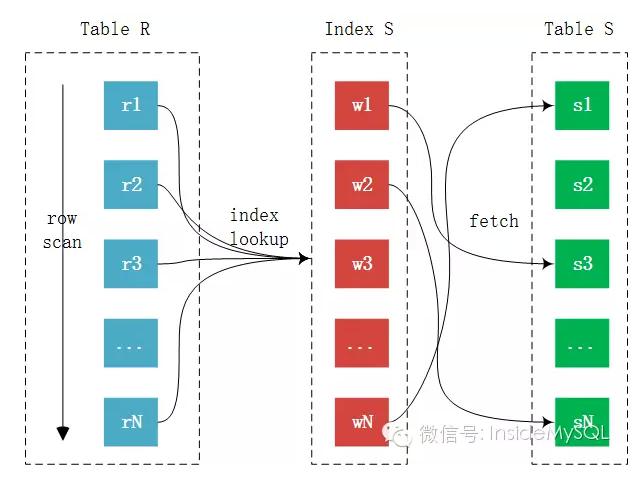 Table R
Index S
Table S
r1
w1
s1
r2
w2
s2
row
scan
index
lookup
fetch
r3
w3
s3
...
...
...
rN
wN
sN
微信号: InsideMySQL